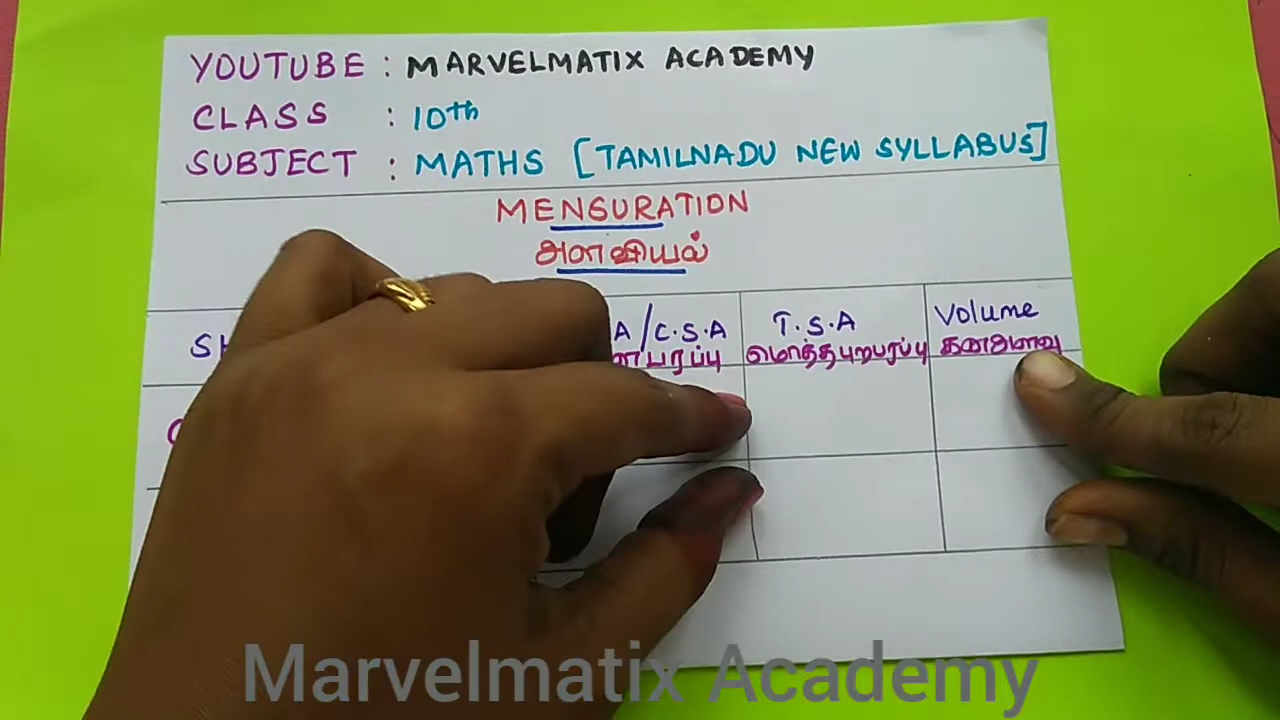 YOUTUBE : MARVELMATIX ACADEMY
CLASS : 10th
SUBJECT : MATHS [TAMILNADU NEW SYLLABUS]
MENSURATION
அளவியல்
A/C.S.A T.S.A Volume
மொத்தபுறபரப்பு கனஅளவு
Marvelmatix Academy